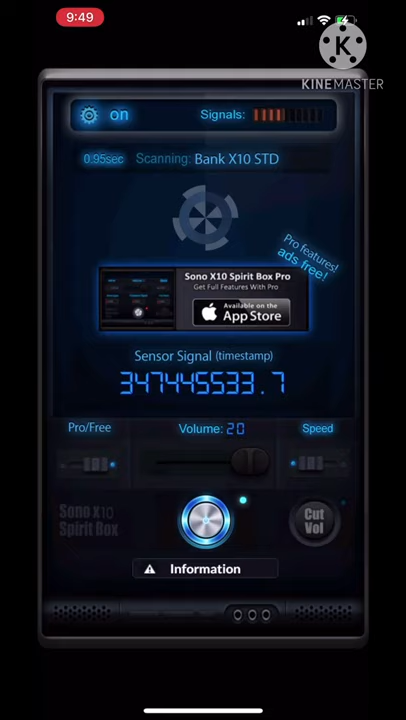 9:49
K
KINEMASTER
on
Signals:
0.95sec
Scanning: Bank X10 STD
Pro features!
ads free!
Sono X10 Spirit Box Pro
Get Full Features With Pro
Available on the
App Store
Sensor Signal (timestamp)
347445533.7
Pro/Free
Volume: 20
Speed
Sono X10
Spirit Box
Cut
Vol
Information